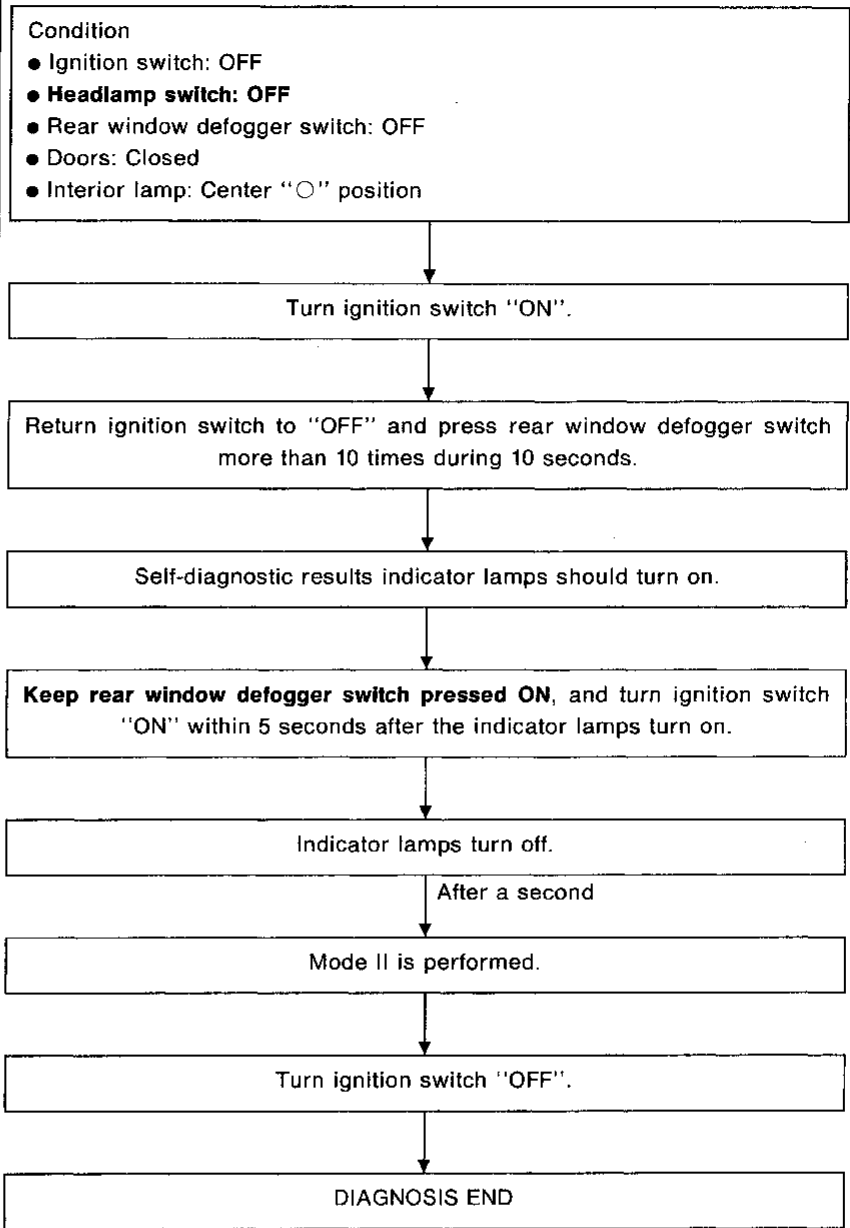 Condition
● Ignition switch: OFF
● Headlamp switch: OFF
● Rear window defogger switch: OFF
● Doors: Closed
● Interior lamp: Center “○” position
Turn ignition switch ‘‘ON’’.
Return ignition switch to ‘‘OFF’’ and press rear window defogger switch
more than 10 times during 10 seconds.
Self-diagnostic results indicator lamps should turn on.
Keep rear window defogger switch pressed ON, and turn ignition switch
‘‘ON’’ within 5 seconds after the indicator lamps turn on.
Indicator lamps turn off.
After a second
Mode II is performed.
Turn ignition switch ‘‘OFF’’.
DIAGNOSIS END